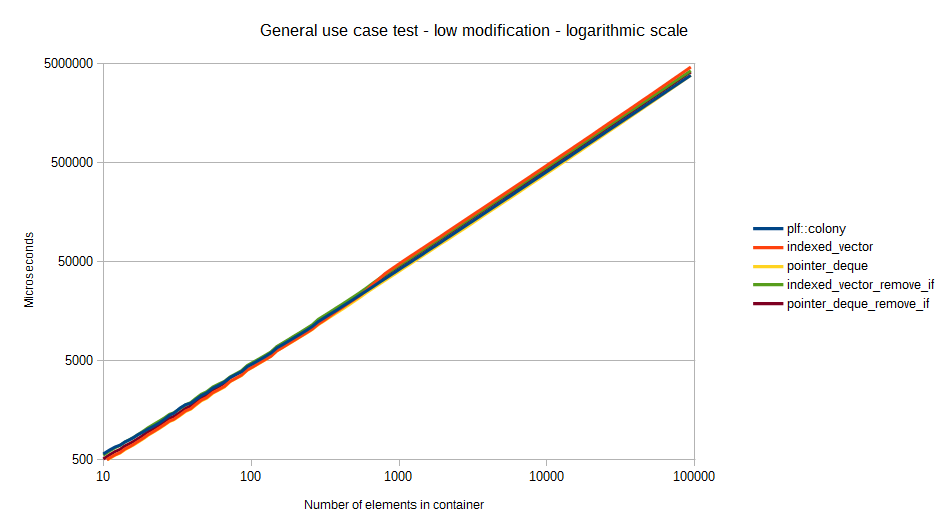 General use case test - low modification - logarithmic scale
5000000
500000
50000
5000
500
Microseconds
10 100 1000 10000 100000
Number of elements in container
plf::colony
indexed_vector
pointer_deque
indexed_vector_remove_if
pointer_deque_remove_if